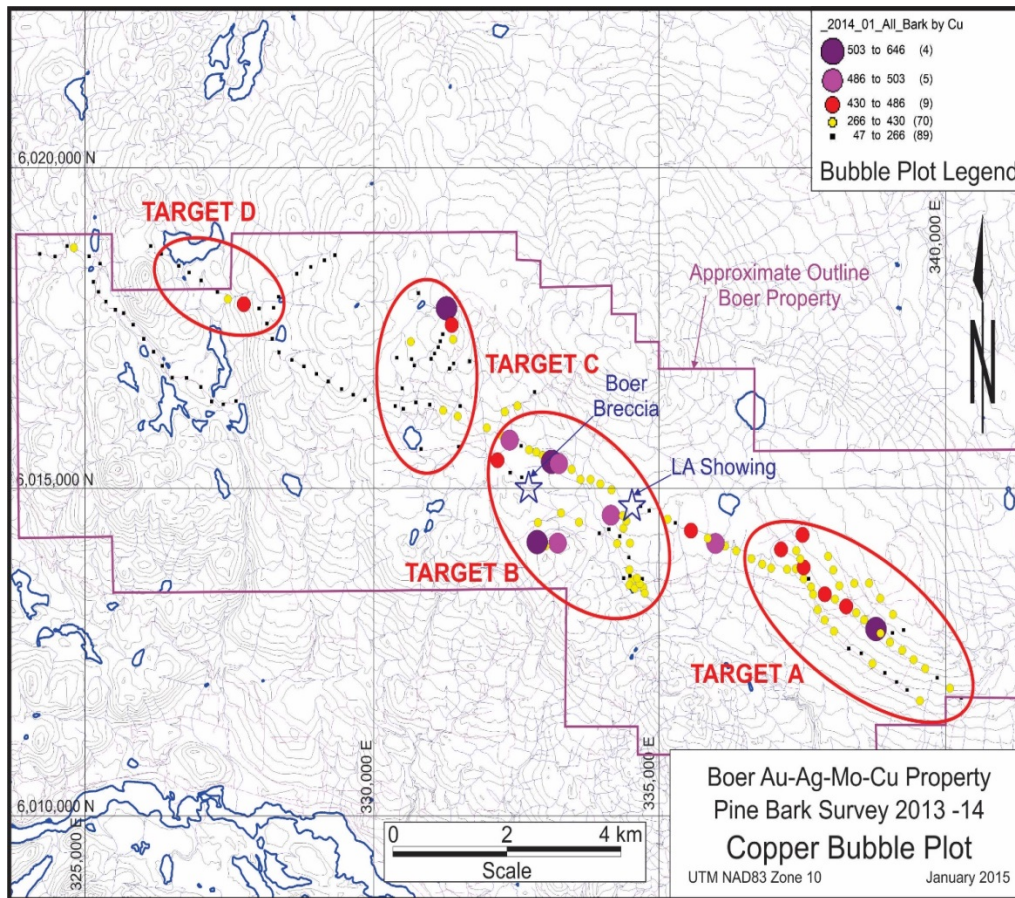 _2014_01_All_Bark by Cu
503 to 646 (4)
486 to 503 (5)
430 to 486 (9)
266 to 430 (70)
47 to 266 (89)
Bubble Plot Legend
6,020,000 N
TARGET D
340,000 E
Approximate Outline
Boer Property
TARGET C
Boer
Breccia
N
LA Showing
6,015,000 N
TARGET B
TARGET A
330,000 E
335,000 E
6,010,000 N
325,000 E
0 2 4 km
Scale
Boer Au-Ag-Mo-Cu Property
Pine Bark Survey 2013 -14
Copper Bubble Plot
UTM NAD83 Zone 10 January 2015